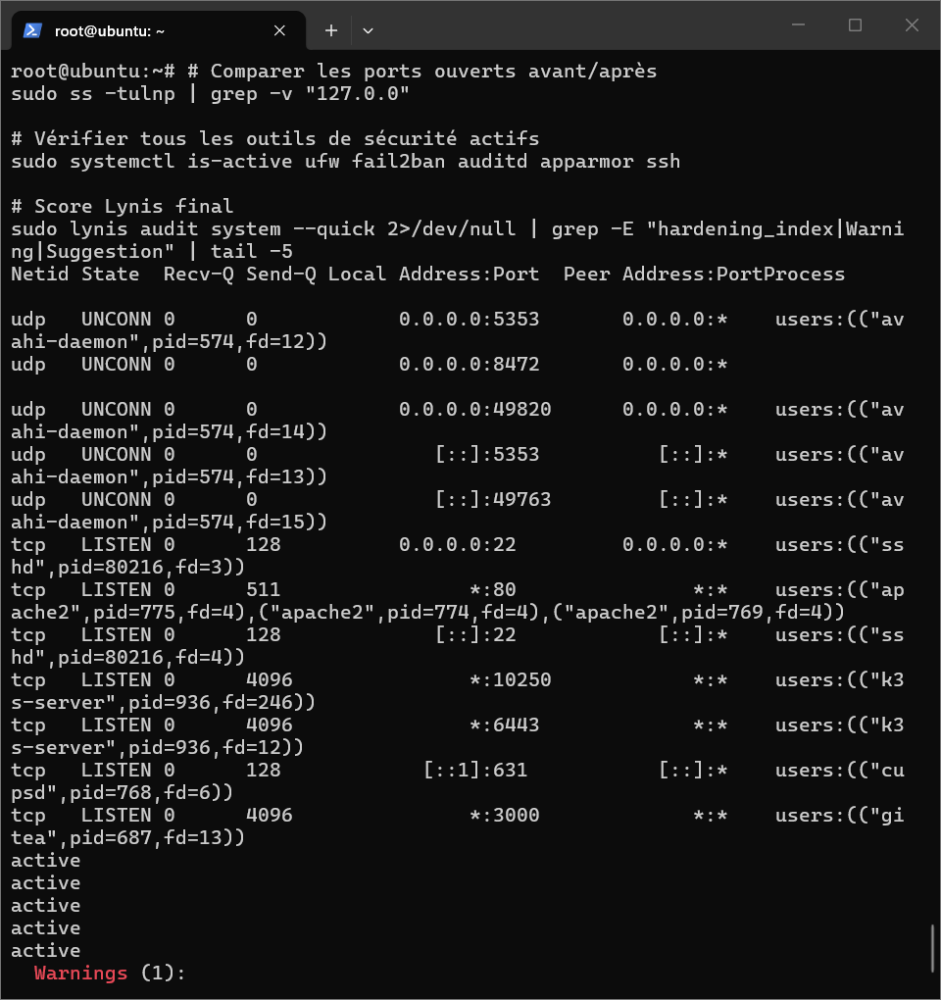 root@ubuntu: ~
root@ubuntu:~# # Comparer les ports ouverts avant/après
sudo ss -tulnp | grep -v "127.0.0"
# Vérifier tous les outils de sécurité actifs
sudo systemctl is-active ufw fail2ban auditd apparmor ssh
# Score Lynis final
sudo lynis audit system --quick 2>/dev/null | grep -E "hardening_index|Warni
ng|Suggestion" | tail -5
Netid State  Recv-Q Send-Q Local Address:Port  Peer Address:PortProcess
udp   UNCONN 0      0            0.0.0.0:5353       0.0.0.0:*    users:(("av
ahi-daemon",pid=574,fd=12))
udp   UNCONN 0      0            0.0.0.0:8472       0.0.0.0:*
udp   UNCONN 0      0            0.0.0.0:49820      0.0.0.0:*    users:(("av
ahi-daemon",pid=574,fd=14))
udp   UNCONN 0      0               [::]:5353          [::]:*    users:(("av
ahi-daemon",pid=574,fd=13))
udp   UNCONN 0      0               [::]:49763         [::]:*    users:(("av
ahi-daemon",pid=574,fd=15))
tcp   LISTEN 0      128          0.0.0.0:22         0.0.0.0:*    users:(("ss
hd",pid=80216,fd=3))
tcp   LISTEN 0      511                *:80               *:*    users:(("ap
ache2",pid=775,fd=4),("apache2",pid=774,fd=4),("apache2",pid=769,fd=4))
tcp   LISTEN 0      128             [::]:22            [::]:*    users:(("ss
hd",pid=80216,fd=4))
tcp   LISTEN 0      4096               *:10250            *:*    users:(("k3
s-server",pid=936,fd=246))
tcp   LISTEN 0      4096               *:6443             *:*    users:(("k3
s-server",pid=936,fd=12))
tcp   LISTEN 0      128            [::1]:631           [::]:*    users:(("cu
psd",pid=768,fd=6))
tcp   LISTEN 0      4096               *:3000             *:*    users:(("gi
tea",pid=687,fd=13))
active
active
active
active
active
  Warnings (1):